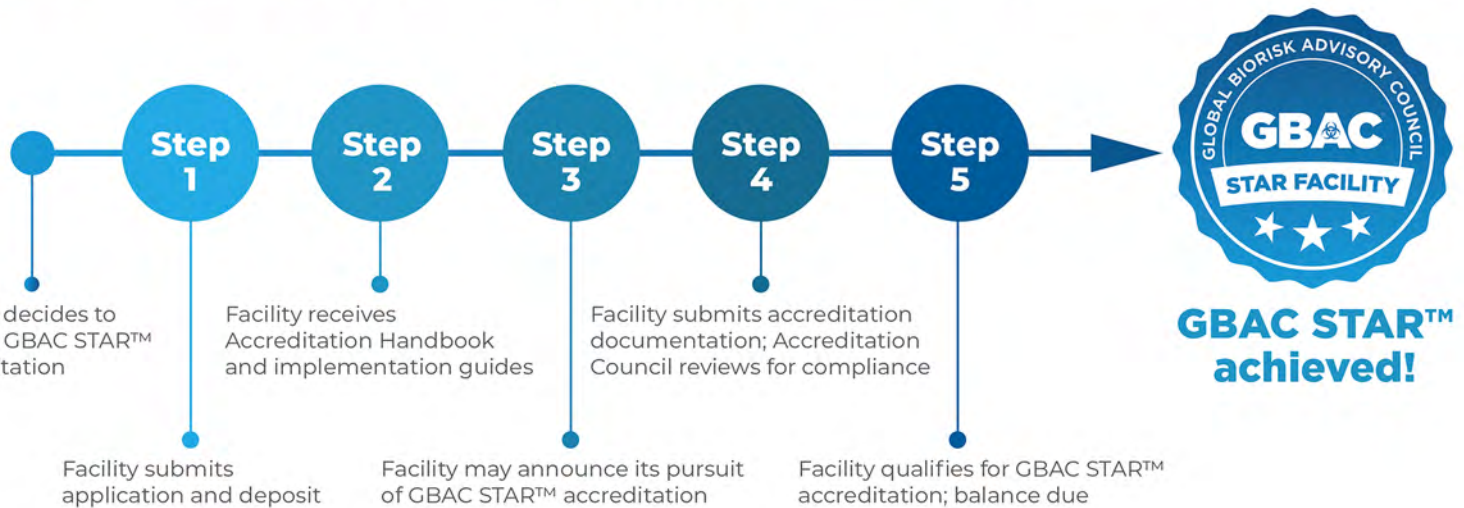 Step
1
Step
2
Step
3
Step
4
Step
5
GLOBAL BIORISK ADVISORY COUNCIL
GBAC
STAR FACILITY
GBAC STAR™
achieved!
decides to
GBAC STAR™
tation
Facility receives
Accreditation Handbook
and implementation guides
Facility submits accreditation
documentation; Accreditation
Council reviews for compliance
Facility submits
application and deposit
Facility may announce its pursuit
of GBAC STAR™ accreditation
Facility qualifies for GBAC STAR™
accreditation; balance due